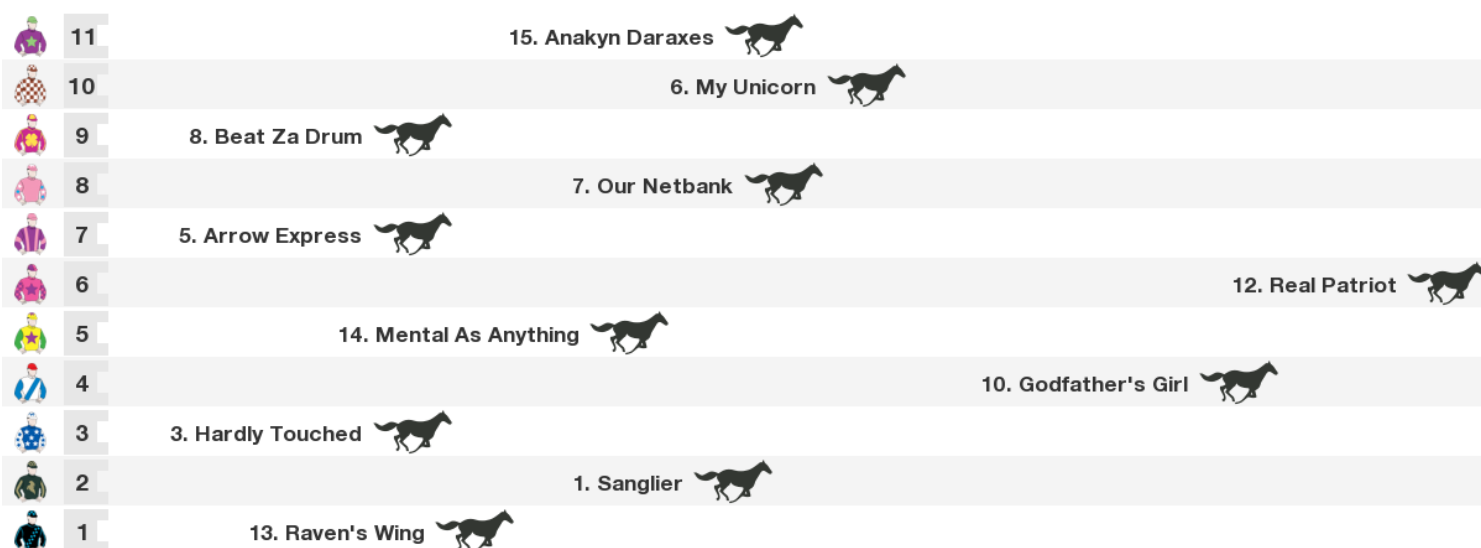 11 15. Anakyn Daraxes
10 6. My Unicorn
9 8. Beat Za Drum
8 7. Our Netbank
7 5. Arrow Express
6 12. Real Patriot
5 14. Mental As Anything
4 10. Godfather's Girl
3 3. Hardly Touched
2 1. Sanglier
1 13. Raven's Wing